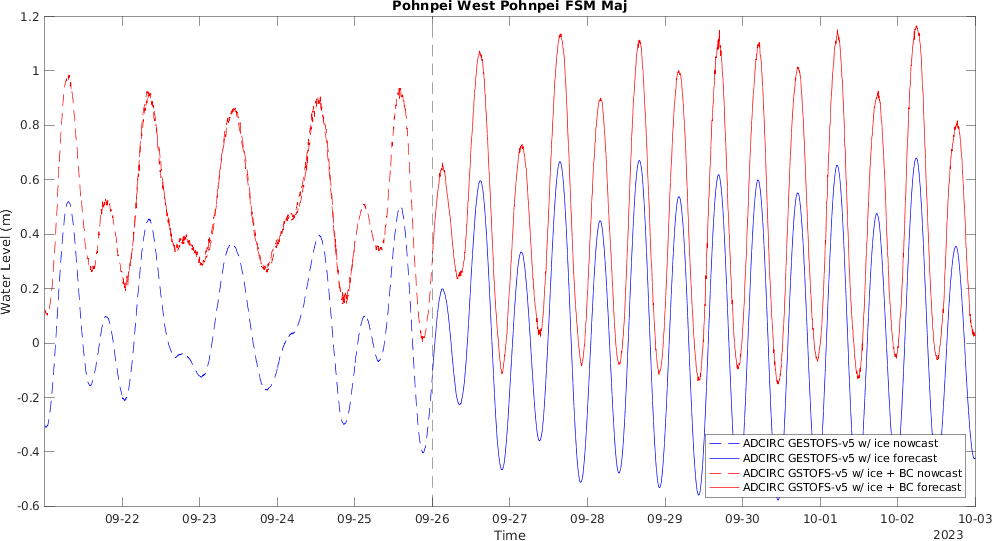 Pohnpei West Pohnpei FSM Maj
Water Level (m)
1.2
1
0.8
0.6
0.4
0.2
0
-0.2
-0.4
-0.6
ADCIRC GESTOFS-v5 w/ ice nowcast
ADCIRC GESTOFS-v5 w/ ice forecast
ADCIRC GSTOFS-v5 w/ ice + BC nowcast
ADCIRC GSTOFS-v5 w/ ice + BC forecast
09-22 09-23 09-24 09-25 09-26 09-27 09-28 09-29 09-30 10-01 10-02 10-03
Time
2023